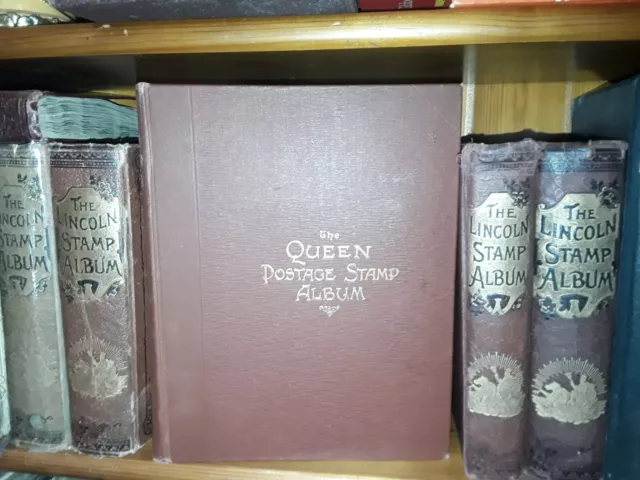 THE
LINCOLN
STAMP
ALBUM
THE
LINCOLN
STAMP
ALBUM
The
QUEEN
POSTAGE STAMP
ALBUM
THE
LINCOLN
STAMP
ALBUM
THE
LINCOLN
STAMP
ALBUM